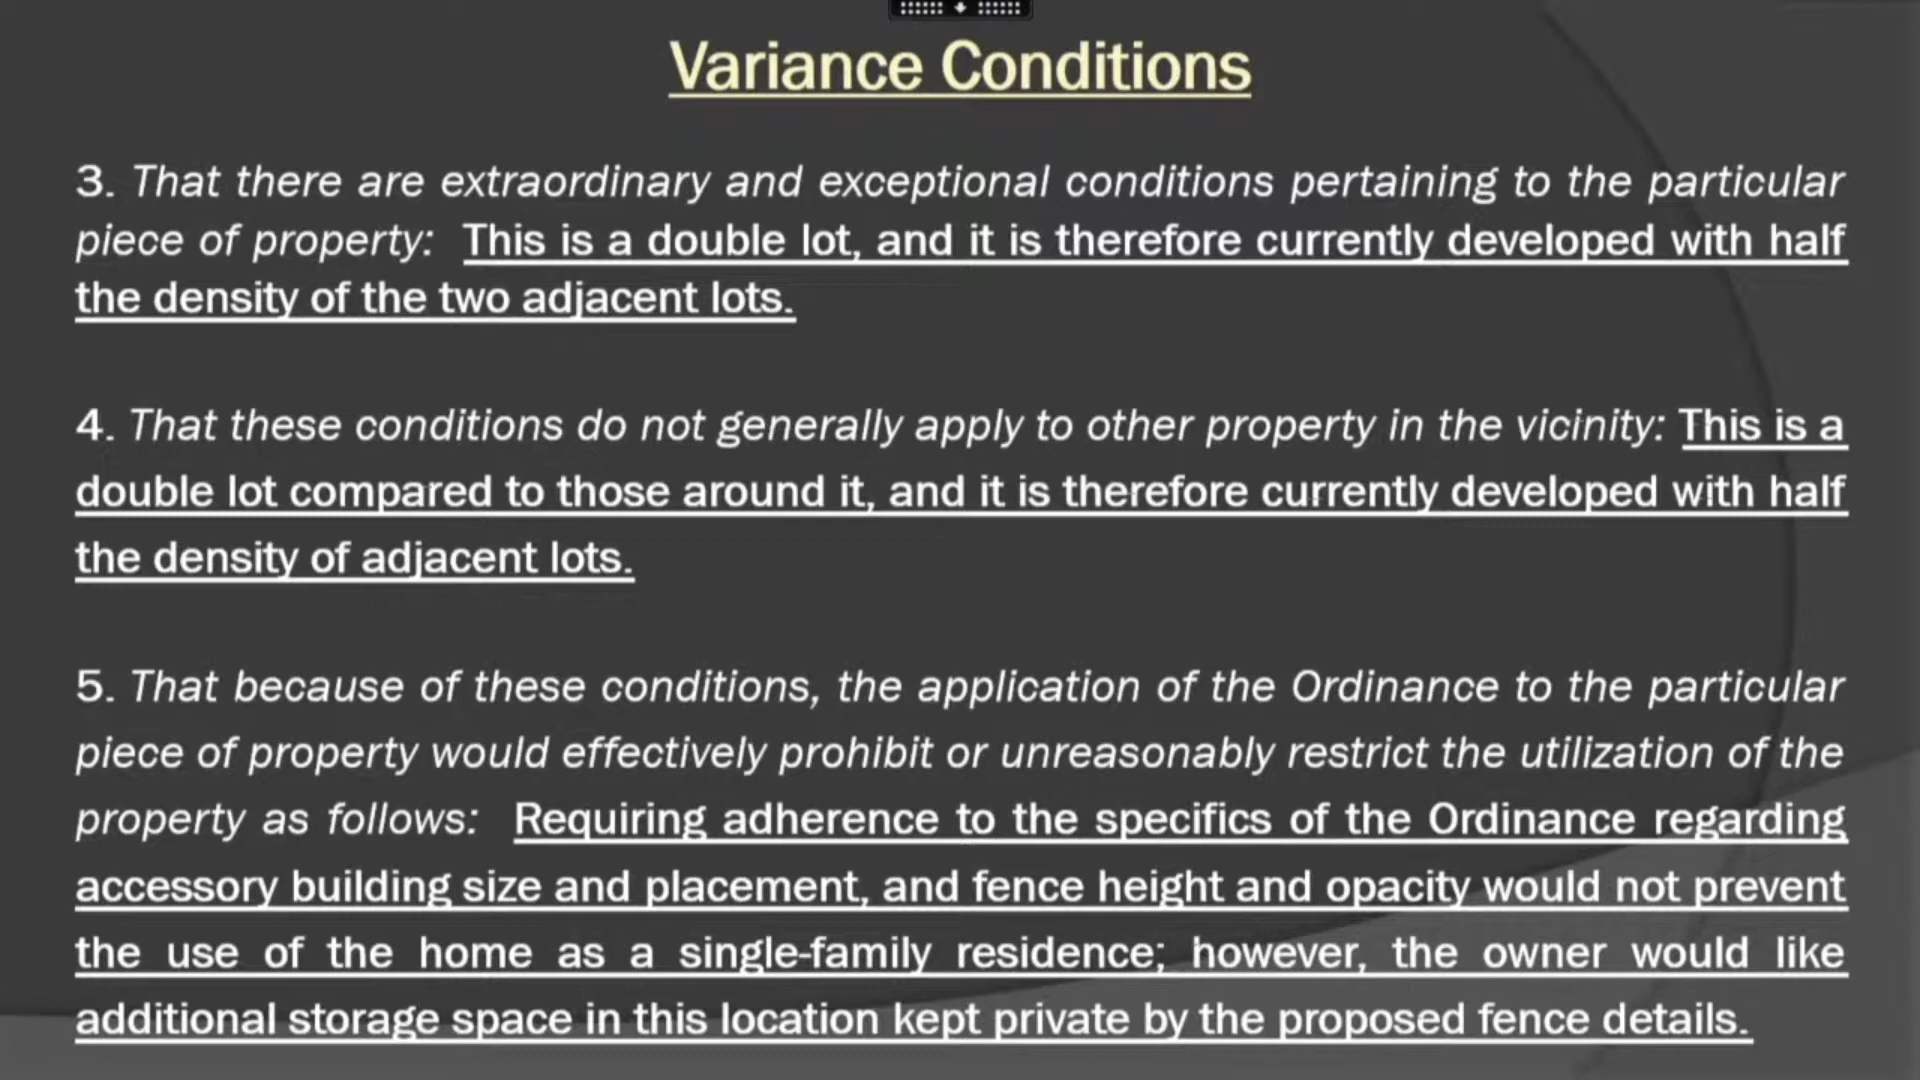 Variance Conditions
3. That there are extraordinary and exceptional conditions pertaining to the particular
piece of property: This is a double lot, and it is therefore currently developed with half
the density of the two adjacent lots.
4. That these conditions do not generally apply to other property in the vicinity: This is a
double lot compared to those around it, and it is therefore currently developed with half
the density of adjacent lots.
5. That because of these conditions, the application of the Ordinance to the particular
piece of property would effectively prohibit or unreasonably restrict the utilization of the
property as follows: Requiring adherence to the specifics of the Ordinance regarding
accessory building size and placement, and fence height and opacity would not prevent
the use of the home as a single-family residence; however, the owner would like
additional storage space in this location kept private by the proposed fence details.